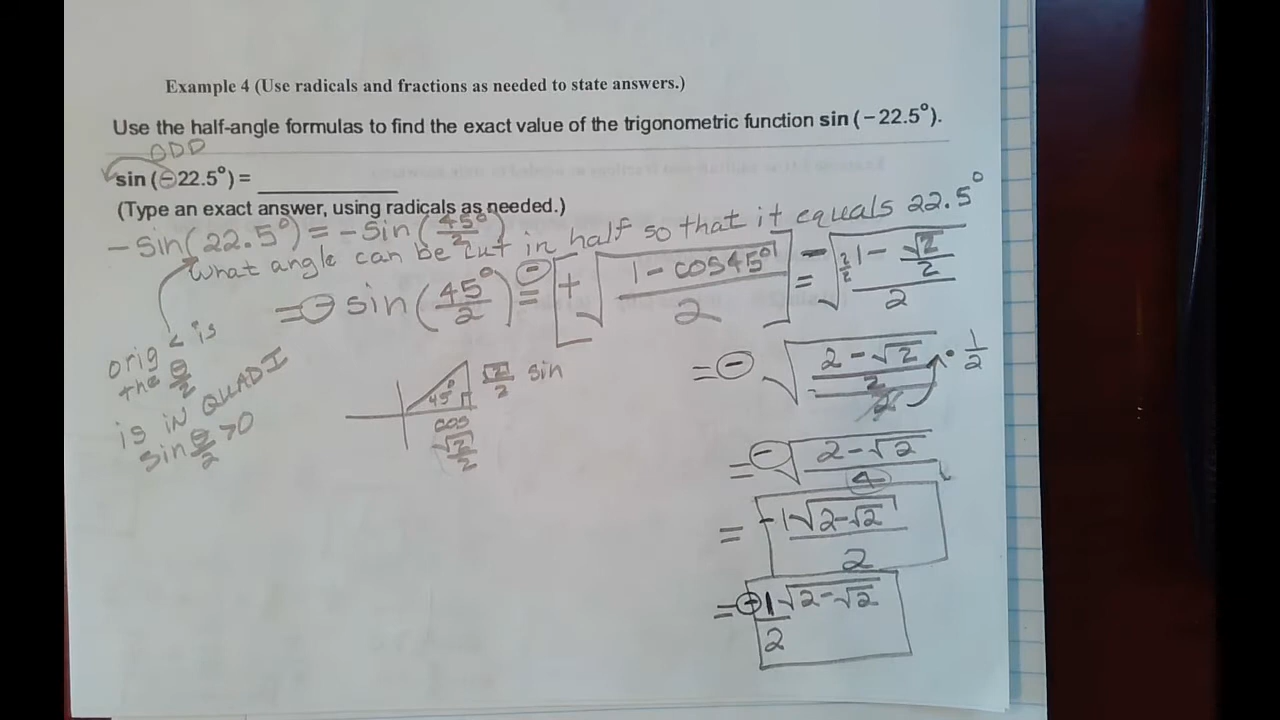 Example 4 (Use radicals and fractions as needed to state answers.)
Use the half-angle formulas to find the exact value of the trigonometric function sin (−22.5°).
ODD
sin (−22.5°) = ____________
(Type an exact answer, using radicals as needed.)
−sin(22.5°) = −sin(45°/2)
What angle can be cut in half so that it equals 22.5°
= − sin(45°/2) = −[+√((1 − cos45°)/2)] = −√((2/2 1 − √2/2)/2)
orig ∠ is
the θ/2
is in QUAD I
sin θ/2 > 0
45°
√2/2 sin
cos
√2/2
= −√(((2 − √2)/2)/2 · 1/2)
= −√((2 − √2)/4)
= −1√(2 − √2)/2
= −1/2 √(2 − √2)